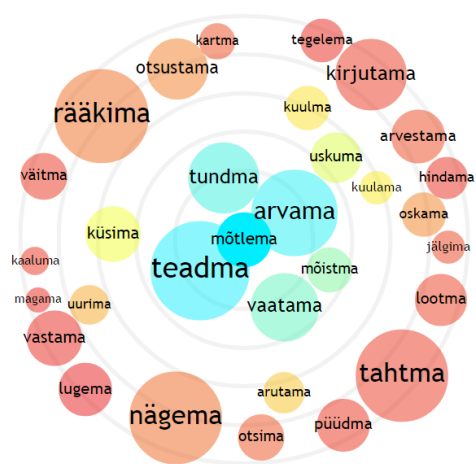 kartma
tegelema
otsustama
kirjutama
rääkima
kuulma
arvestama
uskuma
väitma
tundma
hindama
kuulama
arvama
oskama
küsima
mõtlema
jälgima
kaaluma
teadma
mõistma
magama
uurima
vaatama
lootma
vastama
tahtma
lugema
arutama
nägema
püüdma
otsima